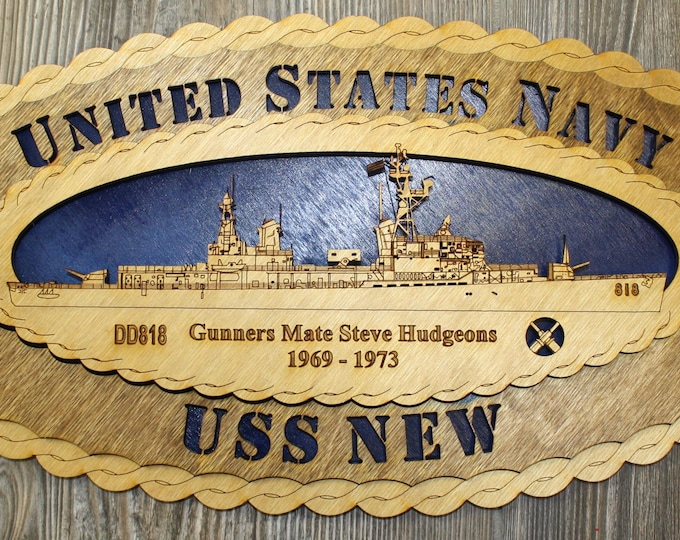 UNITED STATES NAVY
818
DD818 Gunners Mate Steve Hudgeons
1969 - 1973
USS NEW